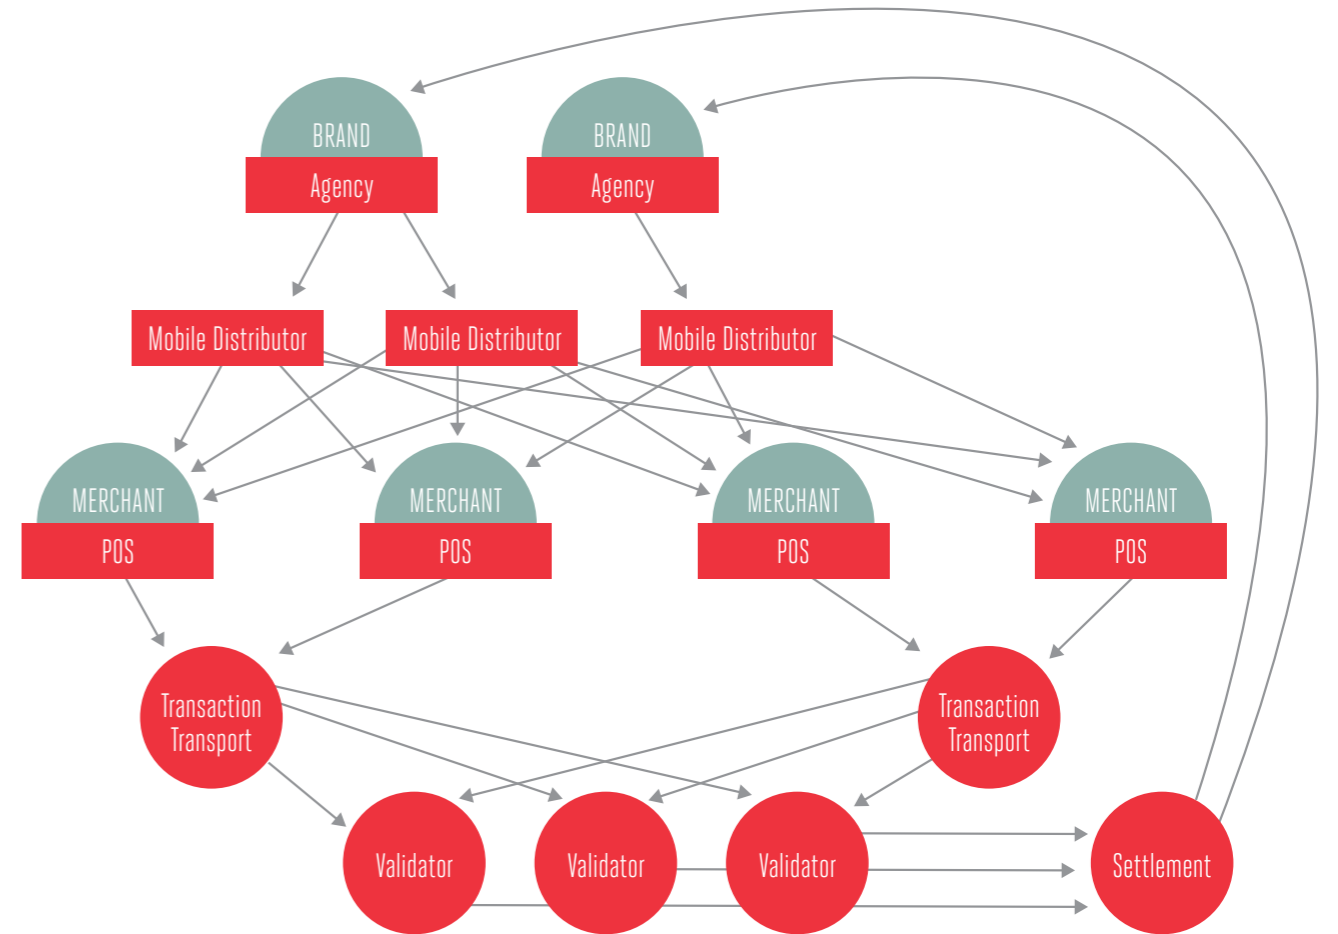 BRAND
Agency
BRAND
Agency
Mobile Distributor
Mobile Distributor
Mobile Distributor
MERCHANT
POS
MERCHANT
POS
MERCHANT
POS
MERCHANT
POS
Transaction
Transport
Transaction
Transport
Validator
Validator
Validator
Settlement